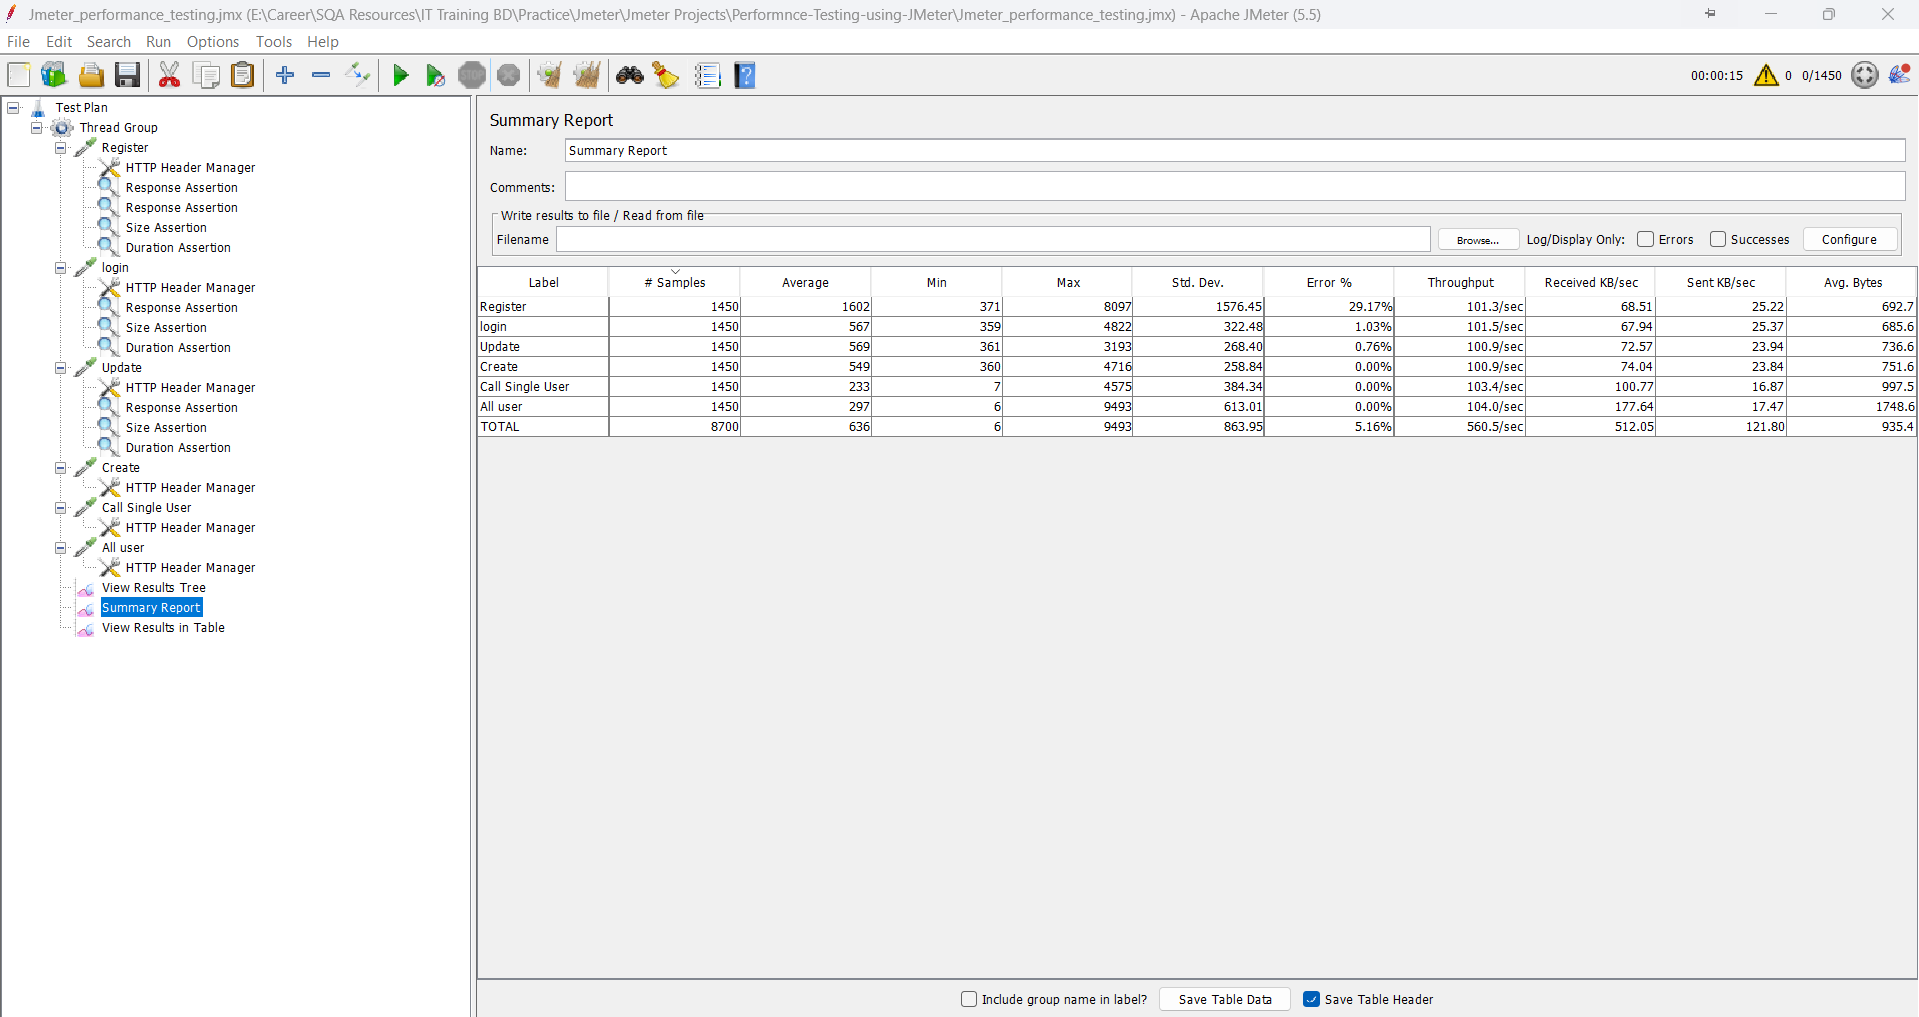 Jmeter_performance_testing.jmx (E:\Career\SQA Resources\IT Training BD\Practice\Jmeter\Jmeter Projects\Performnce-Testing-using-JMeter\Jmeter_performance_testing.jmx) - Apache JMeter (5.5)
File Edit Search Run Options Tools Help
STOP 00:00:15 0 0/1450
Test Plan
Thread Group
Register
HTTP Header Manager
Response Assertion
Response Assertion
Size Assertion
Duration Assertion
login
HTTP Header Manager
Response Assertion
Size Assertion
Duration Assertion
Update
HTTP Header Manager
Response Assertion
Size Assertion
Duration Assertion
Create
HTTP Header Manager
Call Single User
HTTP Header Manager
All user
HTTP Header Manager
View Results Tree
Summary Report
View Results in Table
Summary Report
Name: Summary Report
Comments:
Write results to file / Read from file
Filename Browse... Log/Display Only: Errors Successes Configure
Label # Samples Average Min Max Std. Dev. Error % Throughput Received KB/sec Sent KB/sec Avg. Bytes
Register 1450 1602 371 8097 1576.45 29.17% 101.3/sec 68.51 25.22 692.7
login 1450 567 359 4822 322.48 1.03% 101.5/sec 67.94 25.37 685.6
Update 1450 569 361 3193 268.40 0.76% 100.9/sec 72.57 23.94 736.6
Create 1450 549 360 4716 258.84 0.00% 100.9/sec 74.04 23.84 751.6
Call Single User 1450 233 7 4575 384.34 0.00% 103.4/sec 100.77 16.87 997.5
All user 1450 297 6 9493 613.01 0.00% 104.0/sec 177.64 17.47 1748.6
TOTAL 8700 636 6 9493 863.95 5.16% 560.5/sec 512.05 121.80 935.4
Include group name in label? Save Table Data Save Table Header